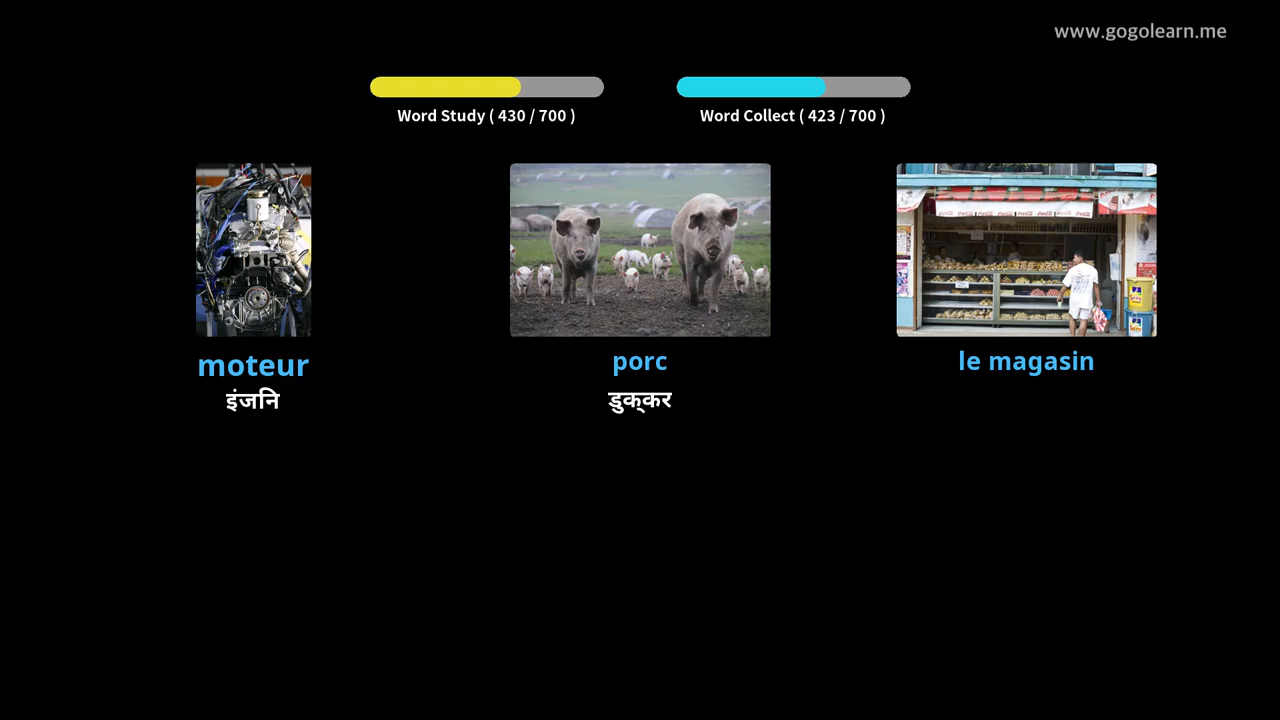 www.gogolearn.me
Word Study ( 430 / 700 )
Word Collect ( 423 / 700 )
moteur
porc
le magasin
इंजनि
डुक्कर